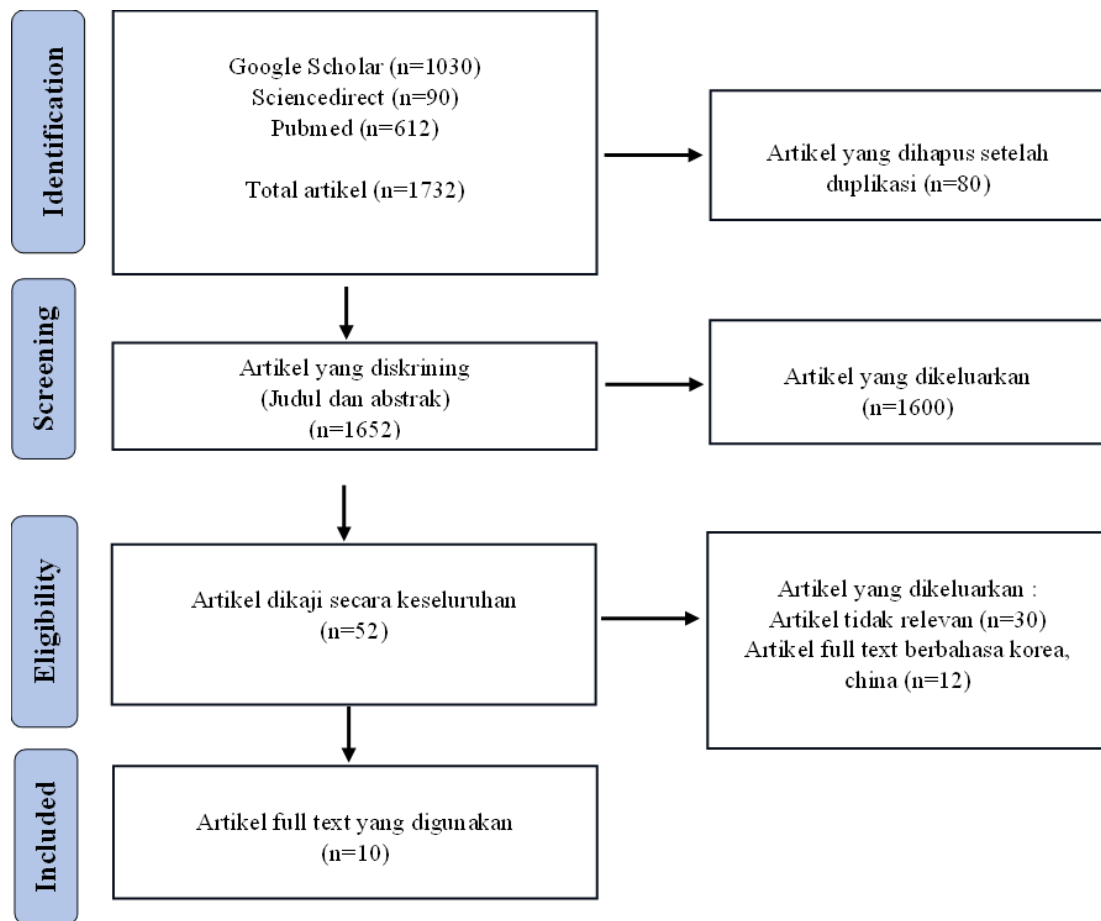 Identification
Google Scholar (n=1030)
Sciencedirect (n=90)
Pubmed (n=612)
Total artikel (n=1732)
Artikel yang dihapus setelah
duplikasi (n=80)
Screening
Artikel yang diskrining
(Judul dan abstrak)
(n=1652)
Artikel yang dikeluarkan
(n=1600)
Eligibility
Artikel dikaji secara keseluruhan
(n=52)
Artikel yang dikeluarkan :
Artikel tidak relevan (n=30)
Artikel full text berbahasa korea,
china (n=12)
Included
Artikel full text yang digunakan
(n=10)